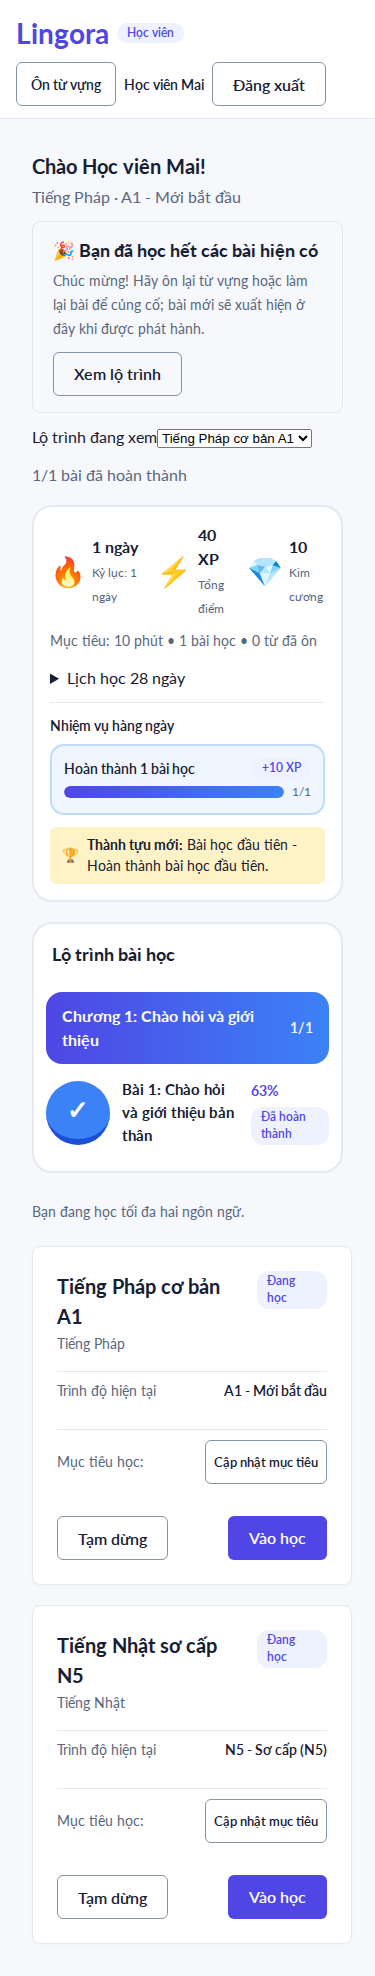 Lingora Học viên
Ôn từ vựng Học viên Mai Đăng xuất
Chào Học viên Mai!
Tiếng Pháp · A1 - Mới bắt đầu
🎉 Bạn đã học hết các bài hiện có
Chúc mừng! Hãy ôn lại từ vựng hoặc làm
lại bài để củng cố; bài mới sẽ xuất hiện ở
đây khi được phát hành.
Xem lộ trình
Lộ trình đang xem Tiếng Pháp cơ bản A1
1/1 bài đã hoàn thành
🔥 1 ngày
Kỷ lục: 1
ngày
⚡ 40
XP
Tổng
điểm
💎 10
Kim
cương
Mục tiêu: 10 phút • 1 bài học • 0 từ đã ôn
▶ Lịch học 28 ngày
Nhiệm vụ hàng ngày
Hoàn thành 1 bài học +10 XP
1/1
🏆 Thành tựu mới: Bài học đầu tiên -
Hoàn thành bài học đầu tiên.
Lộ trình bài học
Chương 1: Chào hỏi và giới
thiệu
1/1
✓
Bài 1: Chào hỏi
và giới thiệu bản
thân
63%
Đã hoàn
thành
Bạn đang học tối đa hai ngôn ngữ.
Tiếng Pháp cơ bản
A1
Đang
học
Tiếng Pháp
Trình độ hiện tại A1 - Mới bắt đầu
Mục tiêu học: Cập nhật mục tiêu
Tạm dừng Vào học
Tiếng Nhật sơ cấp
N5
Đang
học
Tiếng Nhật
Trình độ hiện tại N5 - Sơ cấp (N5)
Mục tiêu học: Cập nhật mục tiêu
Tạm dừng Vào học